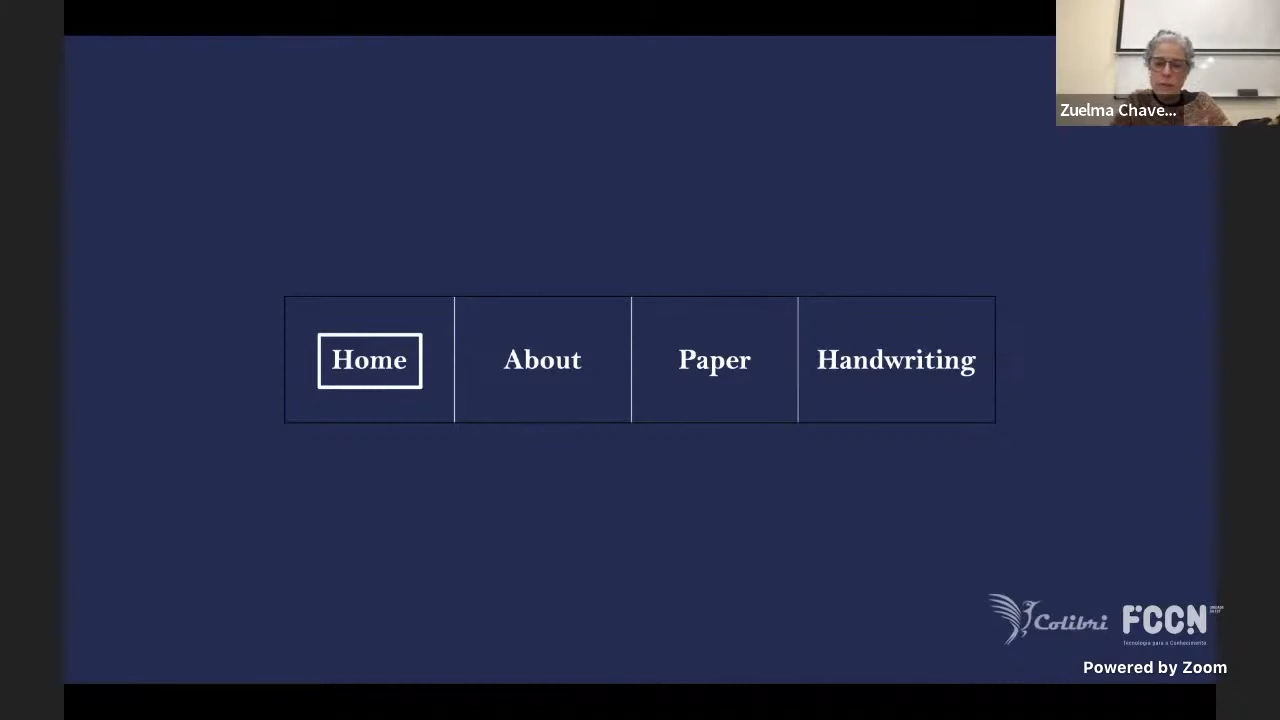 Zuelma Chave...
Home About Paper Handwriting
Colibri FCCN
Tecnologia para o Conhecimento
Powered by Zoom